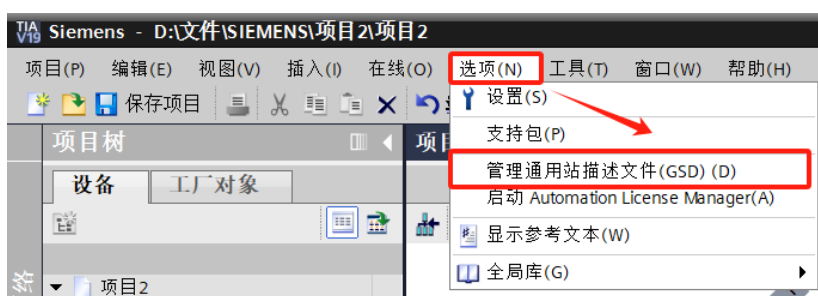 TIA V19 Siemens - D:\文件\SIEMENS\项目2\项目2
项目(P) 编辑(E) 视图(V) 插入(I) 在线(O) 选项(N) 工具(T) 窗口(W) 帮助(H)
保存项目
设置(S)
支持包(P)
管理通用站描述文件(GSD) (D)
启动 Automation License Manager(A)
显示参考文本(W)
全局库(G)
项目树
设备 工厂对象
项目2